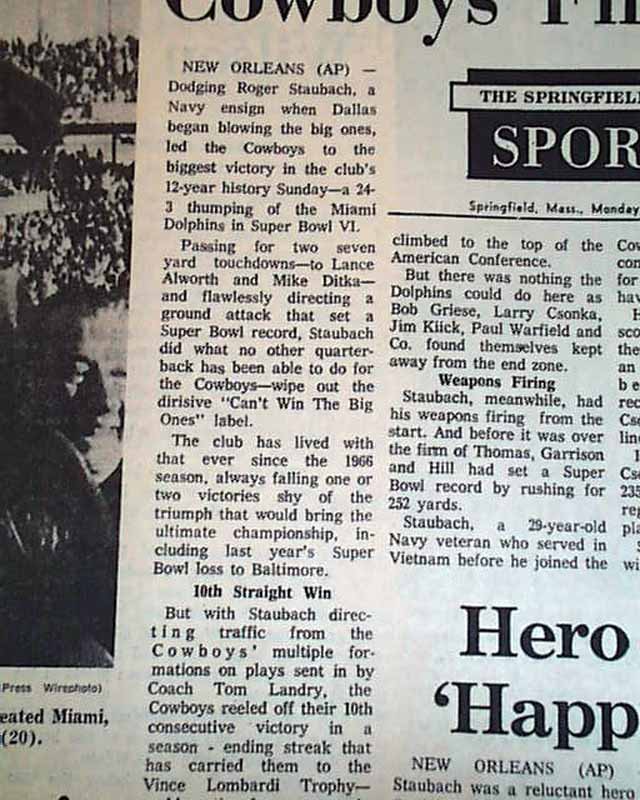 Cowboys
NEW ORLEANS (AP) —
Dodging Roger Staubach, a
Navy ensign when Dallas
began blowing the big ones,
led the Cowboys to the
biggest victory in the club's
12-year history Sunday—a 24-
3 thumping of the Miami
Dolphins in Super Bowl VI.
Passing for two seven
yard touchdowns—to Lance
Alworth and Mike Ditka—
and flawlessly directing a
ground attack that set a
Super Bowl record, Staubach
did what no other quarter-
back has been able to do for
the Cowboys—wipe out the
dirisive "Can't Win The Big
Ones" label.
The club has lived with
that ever since the 1966
season, always falling one or
two victories shy of the
triumph that would bring the
ultimate championship, in-
cluding last year's Super
Bowl loss to Baltimore.
10th Straight Win
But with Staubach direc-
ting traffic from the
Cowboys' multiple for-
mations on plays sent in by
Coach Tom Landry, the
Cowboys reeled off their 10th
consecutive victory in a
season - ending streak that
has carried them to the
Vince Lombardi Trophy—
THE SPRINGFIEL
SPOR
Springfield, Mass., Monday
climbed to the top of the
American Conference.
But there was nothing the
Dolphins could do here as
Bob Griese, Larry Csonka,
Jim Kiick, Paul Warfield and
Co. found themselves kept
away from the end zone.
Weapons Firing
Staubach, meanwhile, had
his weapons firing from the
start. And before it was over
the firm of Thomas, Garrison
and Hill had set a Super
Bowl record by rushing for
252 yards.
Staubach, a 29-year-old
Navy veteran who served in
Vietnam before he joined the
Hero
'Happ
NEW ORLEANS (AP)
Staubach was a reluctant hero
Press Wirephoto)
eated Miami,
(20).